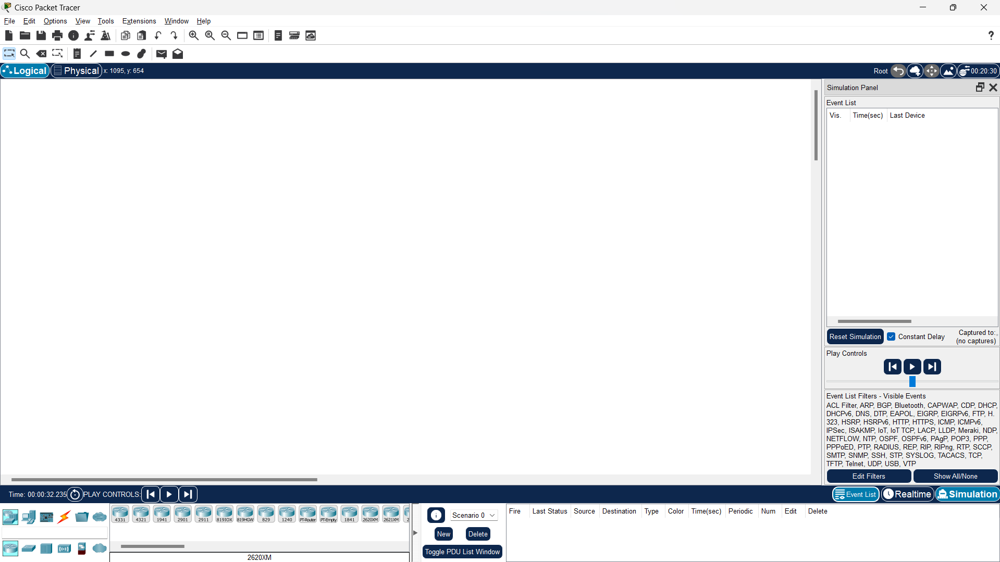 Cisco Packet Tracer
File Edit Options View Tools Extensions Window Help
Logical Physical x: 1095, y: 654 Root 00:20:30
Simulation Panel
Event List
Vis. Time(sec) Last Device
Reset Simulation Constant Delay Captured to:
(no captures)
Play Controls
Event List Filters - Visible Events
ACL Filter, ARP, BGP, Bluetooth, CAPWAP, CDP, DHCP,
DHCPv6, DNS, DTP, EAPOL, EIGRP, EIGRPv6, FTP, H.
323, HSRP, HSRPv6, HTTP, HTTPS, ICMP, ICMPv6,
IPSec, ISAKMP, IoT, IoT TCP, LACP, LLDP, Meraki, NDP,
NETFLOW, NTP, OSPF, OSPFv6, PAgP, POP3, PPP,
PPPoED, PTP, RADIUS, REP, RIP, RIPng, RTP, SCCP,
SMTP, SNMP, SSH, STP, SYSLOG, TACACS, TCP,
TFTP, Telnet, UDP, USB, VTP
Edit Filters Show All/None
Time: 00:00:32.235 PLAY CONTROLS: Event List Realtime Simulation
4331 4321 1941 2901 2911 819IOX 819HGW 829 1240 PT-Router PT-Empty 1841 2620XM 2621XM 2
Scenario 0
Fire Last Status Source Destination Type Color Time(sec) Periodic Num Edit Delete
New Delete
Toggle PDU List Window
2620XM